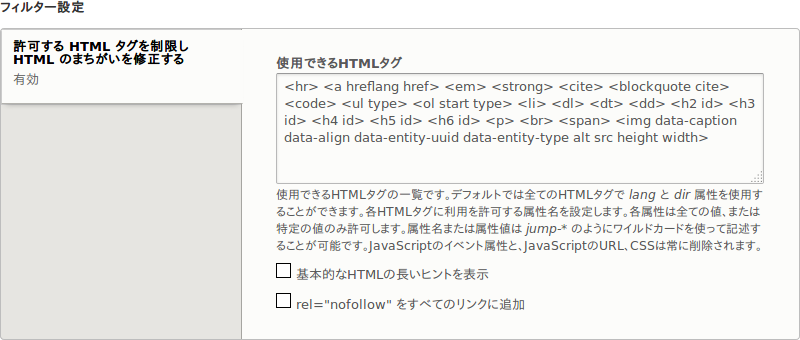 フィルター設定
許可する HTML タグを制限し
HTML のまちがいを修正する
有効
使用できるHTMLタグ
<hr> <a hreflang href> <em> <strong> <cite> <blockquote cite>
<code> <ul type> <ol start type> <li> <dl> <dt> <dd> <h2 id> <h3
id> <h4 id> <h5 id> <h6 id> <p> <br> <span> <img data-caption
data-align data-entity-uuid data-entity-type alt src height width>
使用できるHTMLタグの一覧です。デフォルトでは全てのHTMLタグで lang と dir 属性を使用す
ることができます。各HTMLタグに利用を許可する属性名を設定します。各属性は全ての値、または
特定の値のみ許可します。属性名または属性値は jump-* のようにワイルドカードを使って記述す
ることが可能です。JavaScriptのイベント属性と、JavaScriptのURL、CSSは常に削除されます。
基本的なHTMLの長いヒントを表示
rel="nofollow" をすべてのリンクに追加